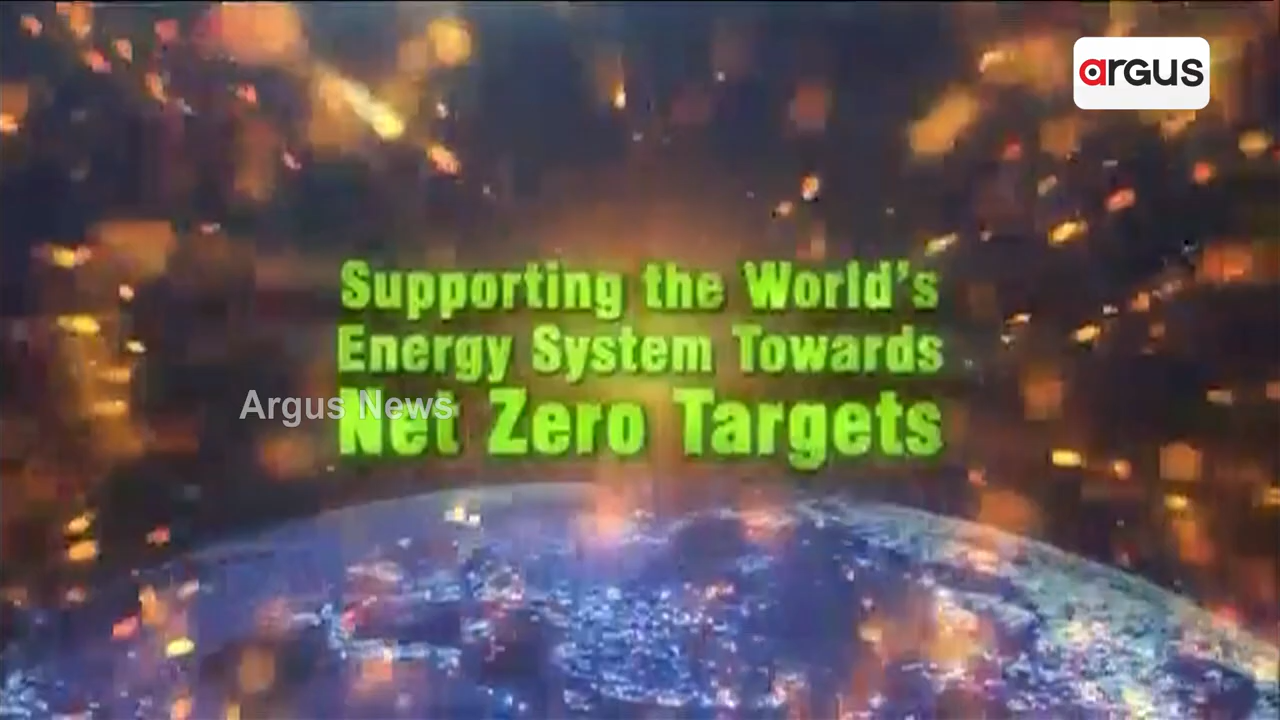 argus
Supporting the World's
Energy System Towards
Argus News
Net Zero Targets